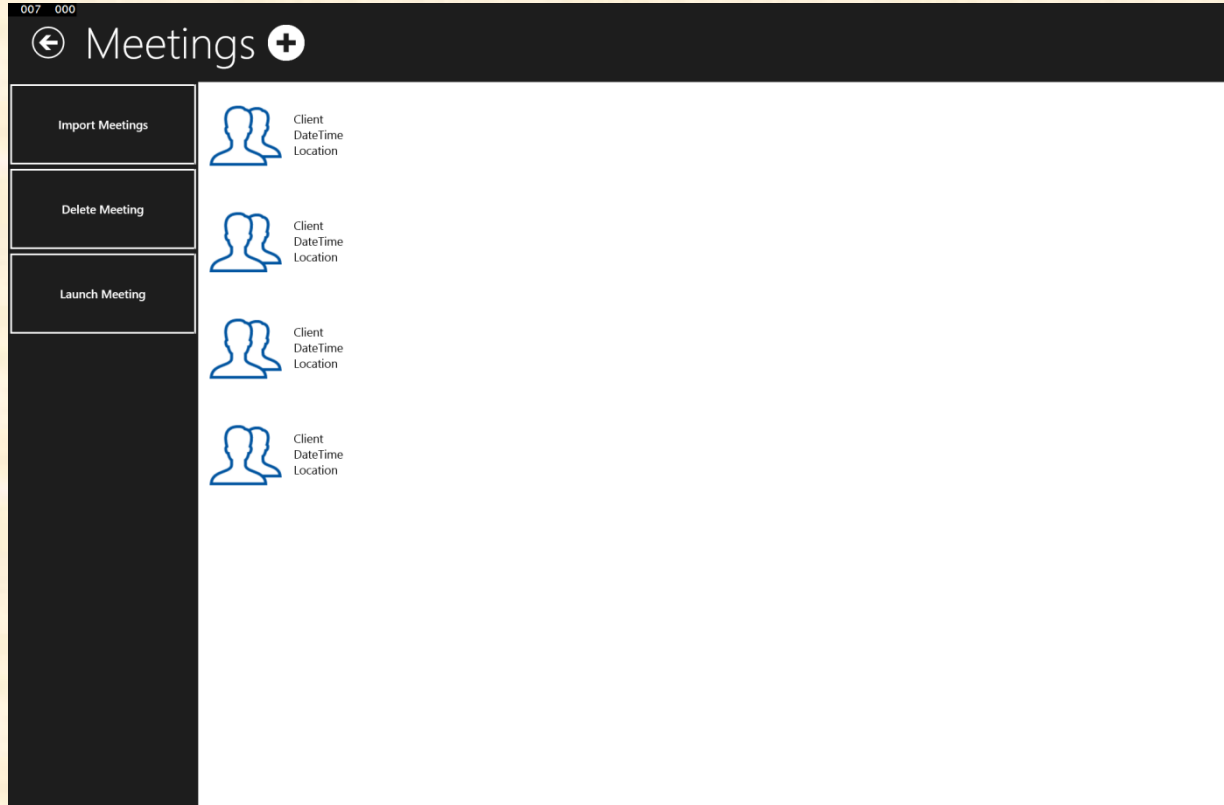 007 000
Meetings
Import Meetings
Delete Meeting
Launch Meeting
Client
DateTime
Location
Client
DateTime
Location
Client
DateTime
Location
Client
DateTime
Location